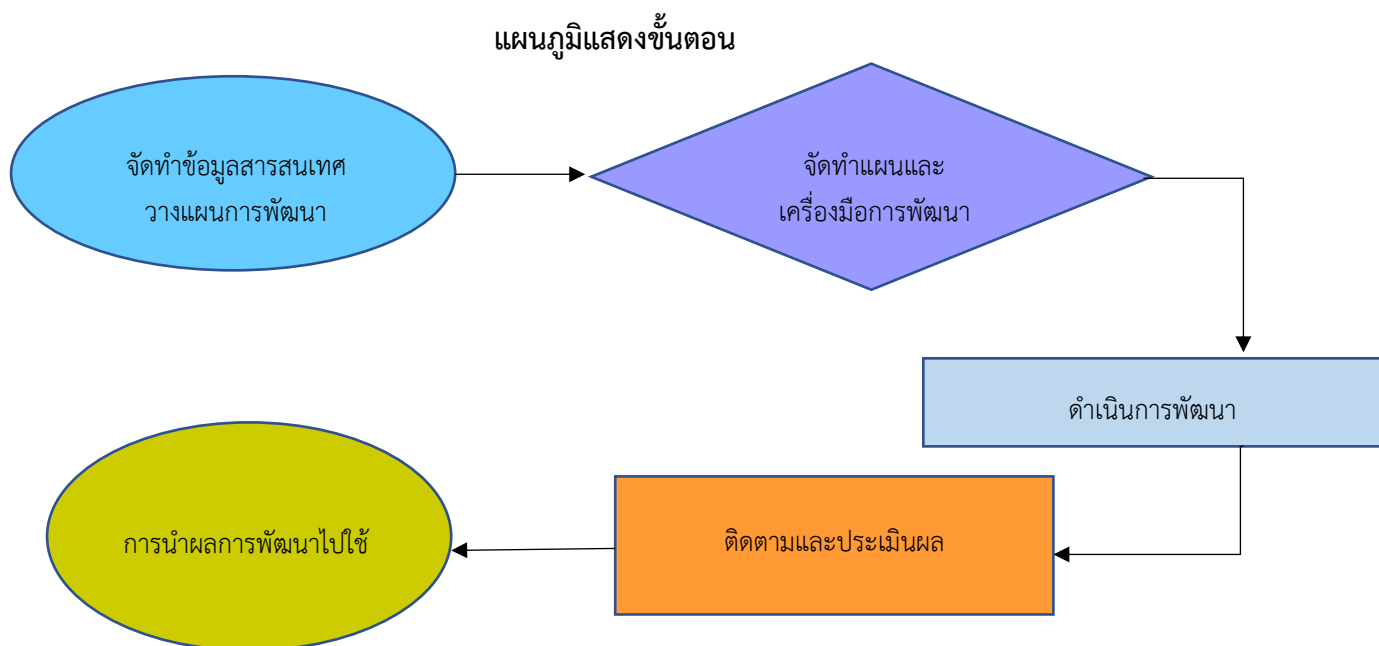 แผนภูมิแสดงขั้นตอน
จัดทำข้อมูลสารสนเทศ
วางแผนการพัฒนา
จัดทำแผนและ
เครื่องมือการพัฒนา
ดำเนินการพัฒนา
ติดตามและประเมินผล
การนำผลการพัฒนาไปใช้